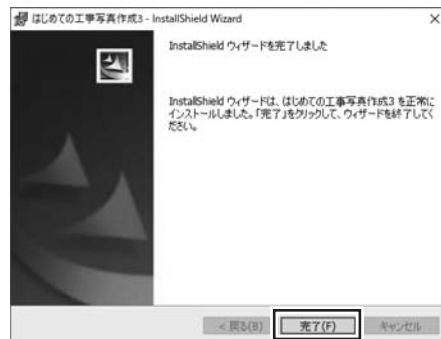 はじめての工事写真作成3 - InstallShield Wizard
InstallShield ウィザードを完了しました
InstallShield ウィザードは、はじめての工事写真作成3 を正常に
インストールしました。「完了」をクリックして、ウィザードを終了してく
ださい。
< 戻る(B) 完了(F) キャンセル